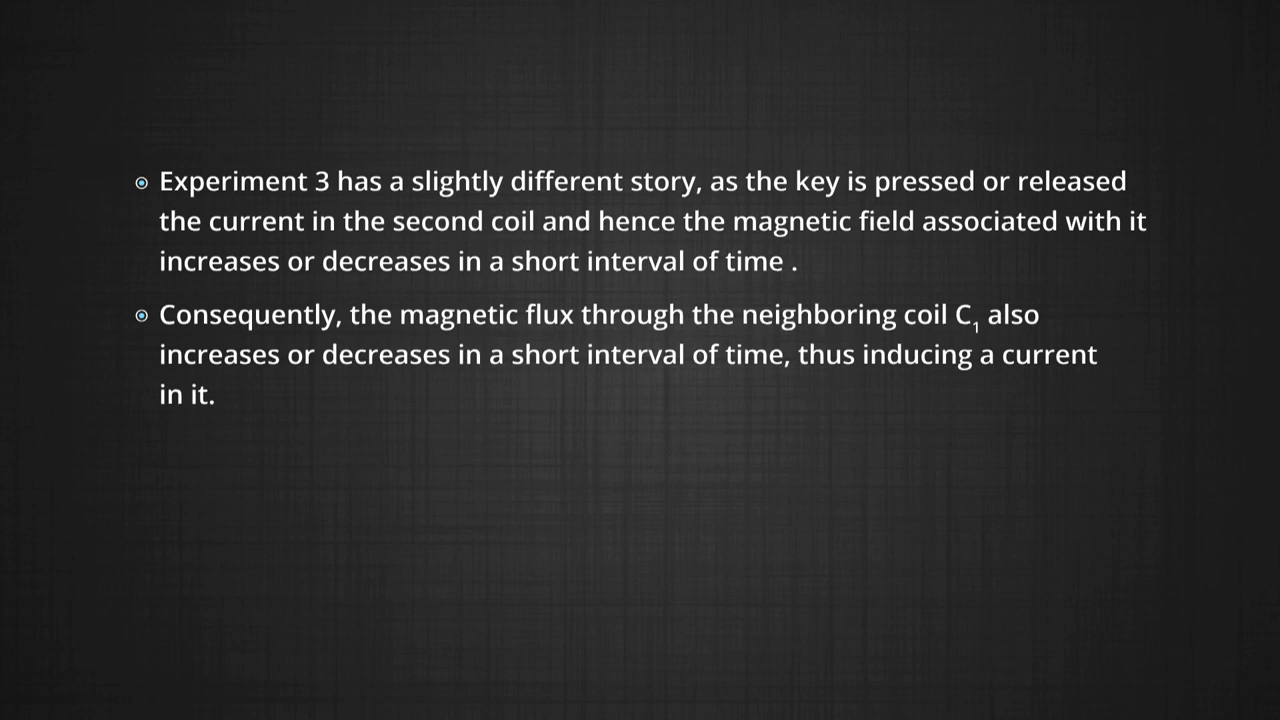 Experiment 3 has a slightly different story, as the key is pressed or released
the current in the second coil and hence the magnetic field associated with it
increases or decreases in a short interval of time .
Consequently, the magnetic flux through the neighboring coil C₁ also
increases or decreases in a short interval of time, thus inducing a current
in it.